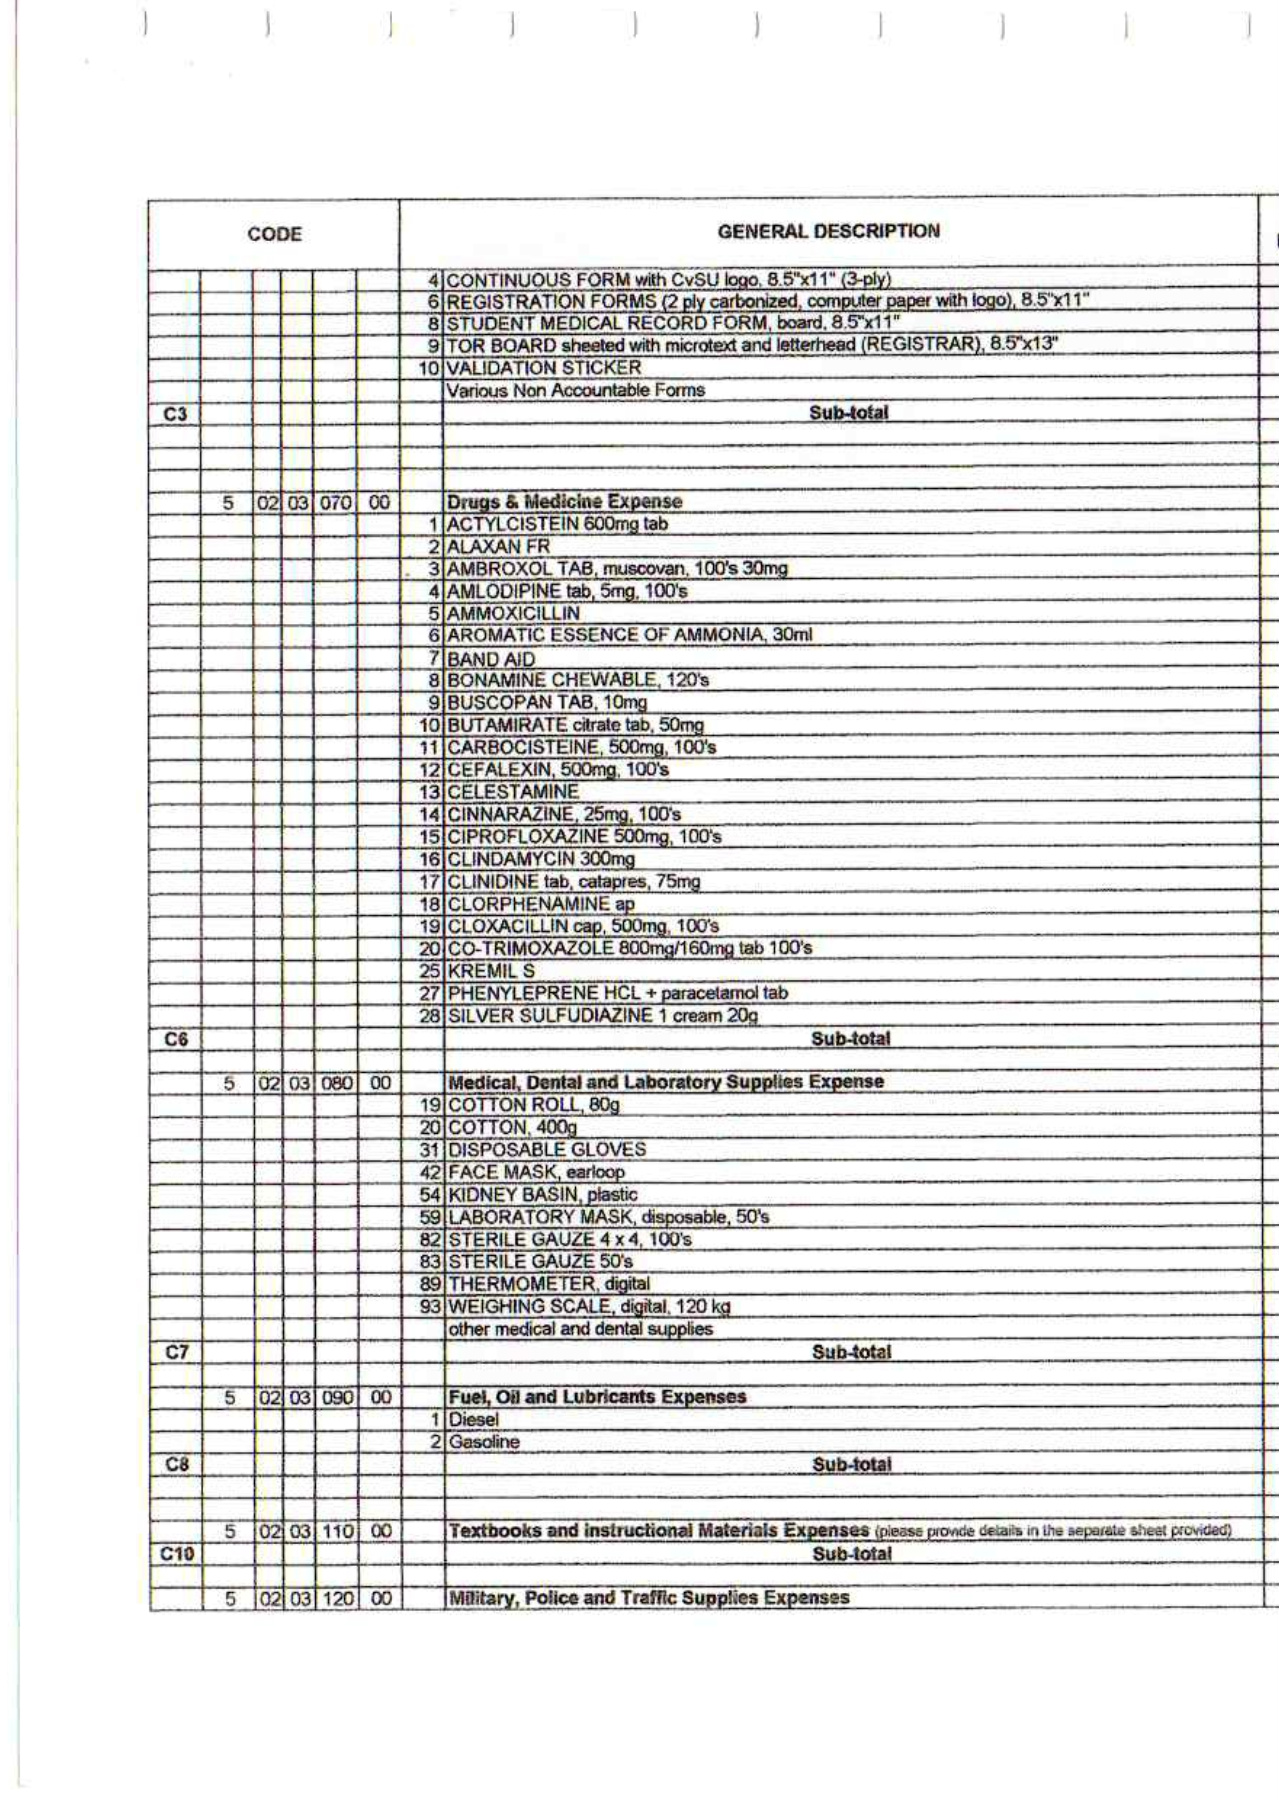 CODE GENERAL DESCRIPTION
4 CONTINUOUS FORM with CvSU logo, 8.5"x11" (3-ply)
6 REGISTRATION FORMS (2 ply carbonized, computer paper with logo), 8.5"x11"
8 STUDENT MEDICAL RECORD FORM, board, 8.5"x11"
9 TOR BOARD sheeted with microtext and letterhead (REGISTRAR), 8.5"x13"
10 VALIDATION STICKER
Various Non Accountable Forms
C3 Sub-total
5 02 03 070 00 Drugs & Medicine Expense
1 ACTYLCISTEIN 600mg tab
2 ALAXAN FR
3 AMBROXOL TAB, muscovan, 100's 30mg
4 AMLODIPINE tab, 5mg, 100's
5 AMMOXICILLIN
6 AROMATIC ESSENCE OF AMMONIA, 30ml
7 BAND AID
8 BONAMINE CHEWABLE, 120's
9 BUSCOPAN TAB, 10mg
10 BUTAMIRATE citrate tab, 50mg
11 CARBOCISTEINE, 500mg, 100's
12 CEFALEXIN, 500mg, 100's
13 CELESTAMINE
14 CINNARAZINE, 25mg, 100's
15 CIPROFLOXAZINE 500mg, 100's
16 CLINDAMYCIN 300mg
17 CLINIDINE tab, catapres, 75mg
18 CLORPHENAMINE ap
19 CLOXACILLIN cap, 500mg, 100's
20 CO-TRIMOXAZOLE 800mg/160mg tab 100's
25 KREMIL S
27 PHENYLEPRENE HCL + paracetamol tab
28 SILVER SULFUDIAZINE 1 cream 20g
C6 Sub-total
5 02 03 080 00 Medical, Dental and Laboratory Supplies Expense
19 COTTON ROLL, 80g
20 COTTON, 400g
31 DISPOSABLE GLOVES
42 FACE MASK, earloop
54 KIDNEY BASIN, plastic
59 LABORATORY MASK, disposable, 50's
82 STERILE GAUZE 4 x 4, 100's
83 STERILE GAUZE 50's
89 THERMOMETER, digital
93 WEIGHING SCALE, digital, 120 kg
other medical and dental supplies
C7 Sub-total
5 02 03 090 00 Fuel, Oil and Lubricants Expenses
1 Diesel
2 Gasoline
C8 Sub-total
5 02 03 110 00 Textbooks and instructional Materials Expenses (please provide details in the separate sheet provided)
C10 Sub-total
5 02 03 120 00 Military, Police and Traffic Supplies Expenses